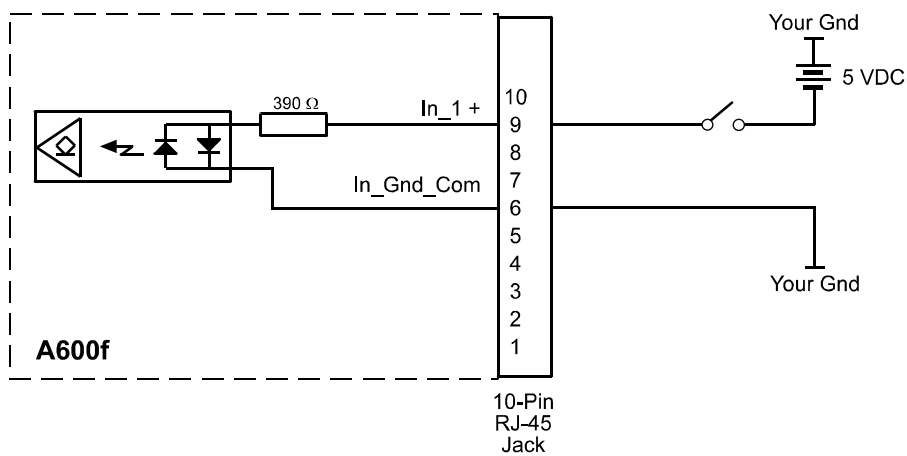 Your Gnd
5 VDC
390 Ω
In_1 +
10
9
8
In_Gnd_Com
7
6
5
4
3
2
1
Your Gnd
A600f
10-Pin
RJ-45
Jack